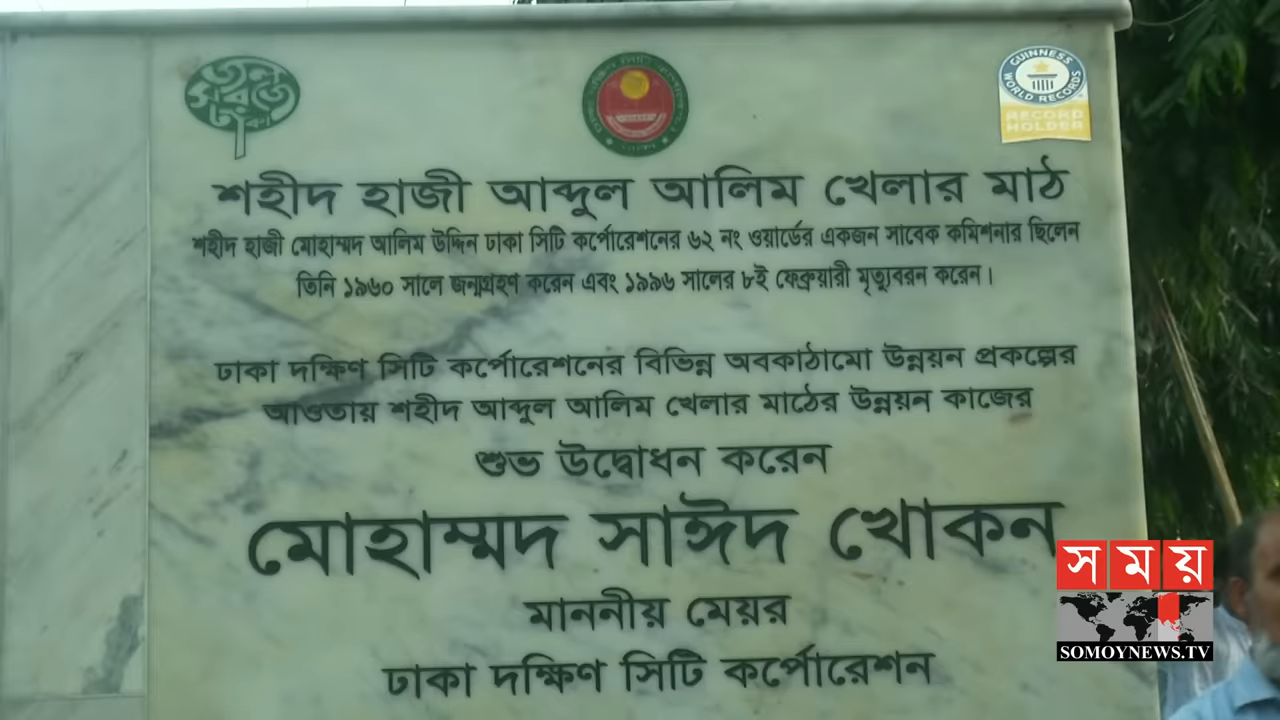 জল
সবুজে
ঢাকা
GUINNESS
WORLD RECORDS
RECORD
HOLDER
শহীদ হাজী আব্দুল আলিম খেলার মাঠ
শহীদ হাজী মোহাম্মদ আলিম উদ্দিন ঢাকা সিটি কর্পোরেশনের ৬২ নং ওয়ার্ডের একজন সাবেক কমিশনার ছিলেন
তিনি ১৯৬০ সালে জন্মগ্রহণ করেন এবং ১৯৯৬ সালের ৮ই ফেব্রুয়ারী মৃত্যুবরন করেন।
ঢাকা দক্ষিণ সিটি কর্পোরেশনের বিভিন্ন অবকাঠামো উন্নয়ন প্রকল্পের
আওতায় শহীদ আব্দুল আলিম খেলার মাঠের উন্নয়ন কাজের
শুভ উদ্বোধন করেন
মোহাম্মদ সাঈদ খোকন
মাননীয় মেয়র
ঢাকা দক্ষিণ সিটি কর্পোরেশন
সময়
SOMOYNEWS.TV